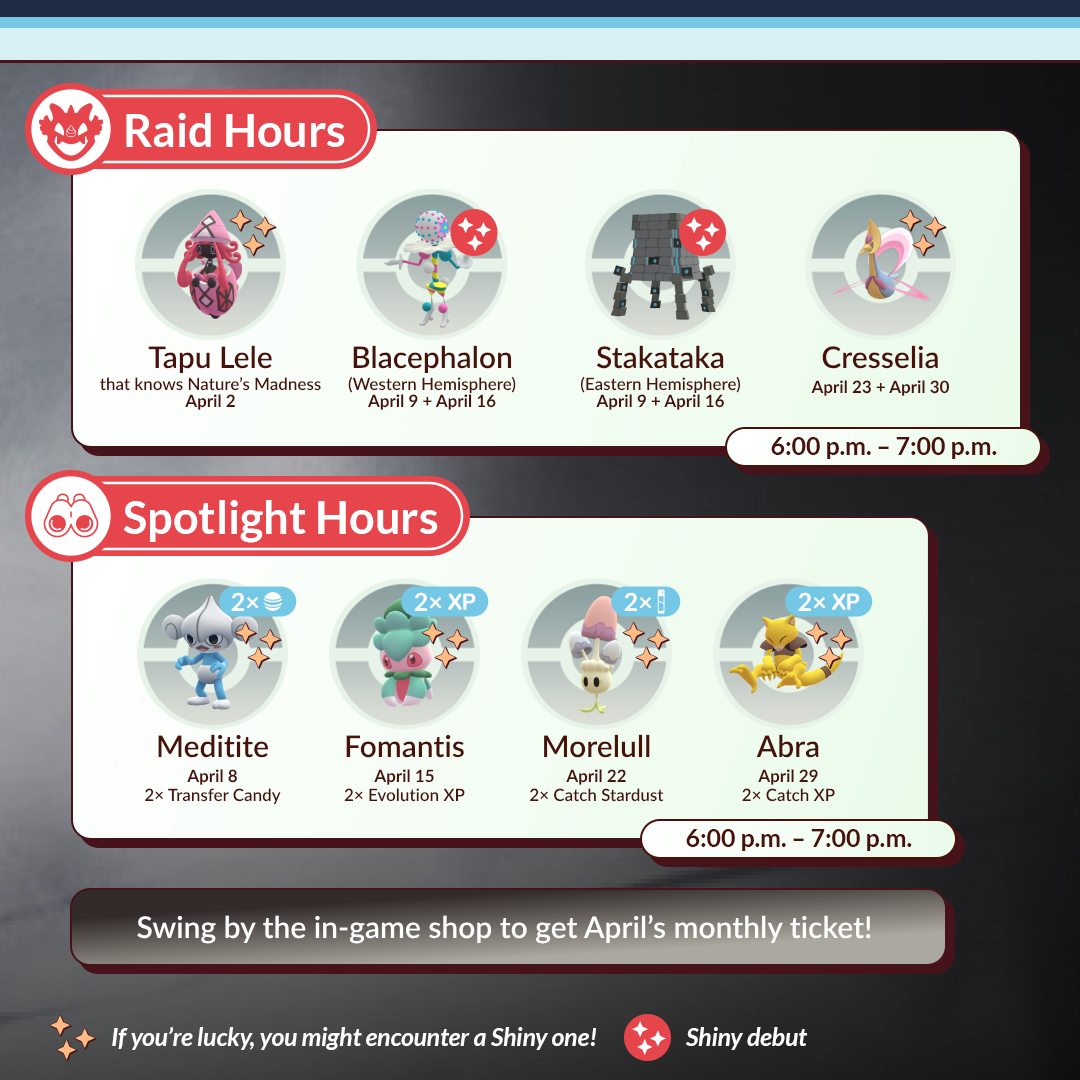 Raid Hours
Tapu Lele
that knows Nature's Madness
April 2
Blacephalon
(Western Hemisphere)
April 9 + April 16
Stakataka
(Eastern Hemisphere)
April 9 + April 16
Cresselia
April 23 + April 30
6:00 p.m. – 7:00 p.m.
Spotlight Hours
2×
Meditite
April 8
2× Transfer Candy
2× XP
Fomantis
April 15
2× Evolution XP
2×
Morelull
April 22
2× Catch Stardust
2× XP
Abra
April 29
2× Catch XP
6:00 p.m. – 7:00 p.m.
Swing by the in-game shop to get April's monthly ticket!
If you're lucky, you might encounter a Shiny one!
Shiny debut